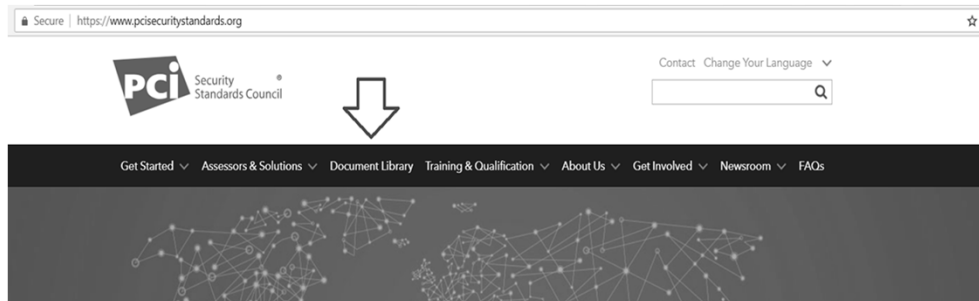 Secure | https://www.pcisecuritystandards.org
Contact Change Your Language
PCi Security Standards Council®
Get Started Assessors & Solutions Document Library Training & Qualification About Us Get Involved Newsroom FAQs